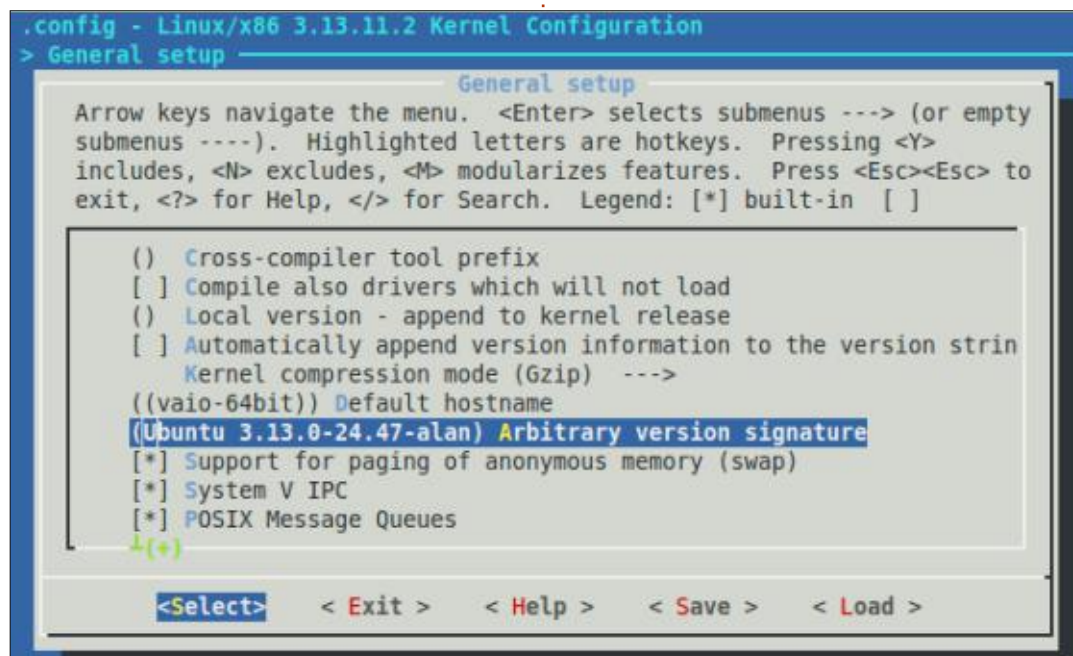 .config - Linux/x86 3.13.11.2 Kernel Configuration
> General setup
General setup
Arrow keys navigate the menu.  <Enter> selects submenus ---> (or empty
submenus ----).  Highlighted letters are hotkeys.  Pressing <Y>
includes, <N> excludes, <M> modularizes features.  Press <Esc><Esc> to
exit, <?> for Help, </> for Search.  Legend: [*] built-in  [ ]
()  Cross-compiler tool prefix
[ ] Compile also drivers which will not load
()  Local version - append to kernel release
[ ] Automatically append version information to the version strin
Kernel compression mode (Gzip)  --->
((vaio-64bit)) Default hostname
(Ubuntu 3.13.0-24.47-alan) Arbitrary version signature
[*] Support for paging of anonymous memory (swap)
[*] System V IPC
[*] POSIX Message Queues
┴(+)
<Select>    < Exit >    < Help >    < Save >    < Load >